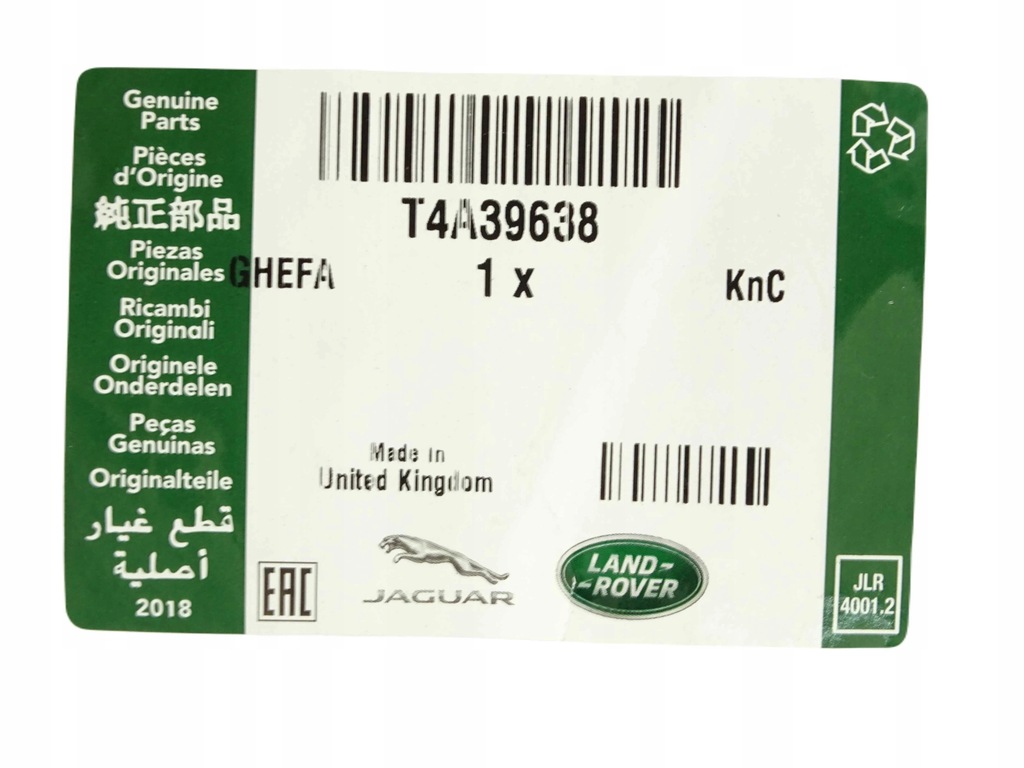 Genuine
Parts
Pièces
d'Origine
純正部品
Piezas
Originales
Ricambi
Originali
Originele
Onderdelen
Peças
Genuinas
Originalteile
قطع غيار
أصلية
2018
T4A39638
GHEFA 1 x KnC
Made in
United Kingdom
EAC
JAGUAR
LAND-
-ROVER
JLR
4001.2